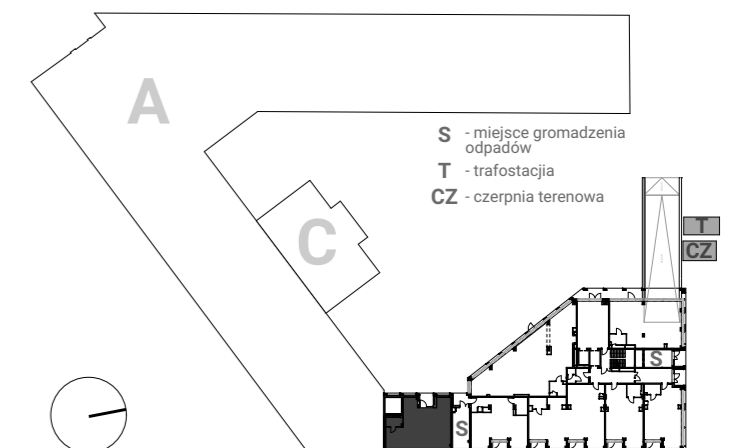 A
S - miejsce gromadzenia
odpadów
T - trafostacja
CZ - czerpnia terenowa
C
T
CZ
S
S